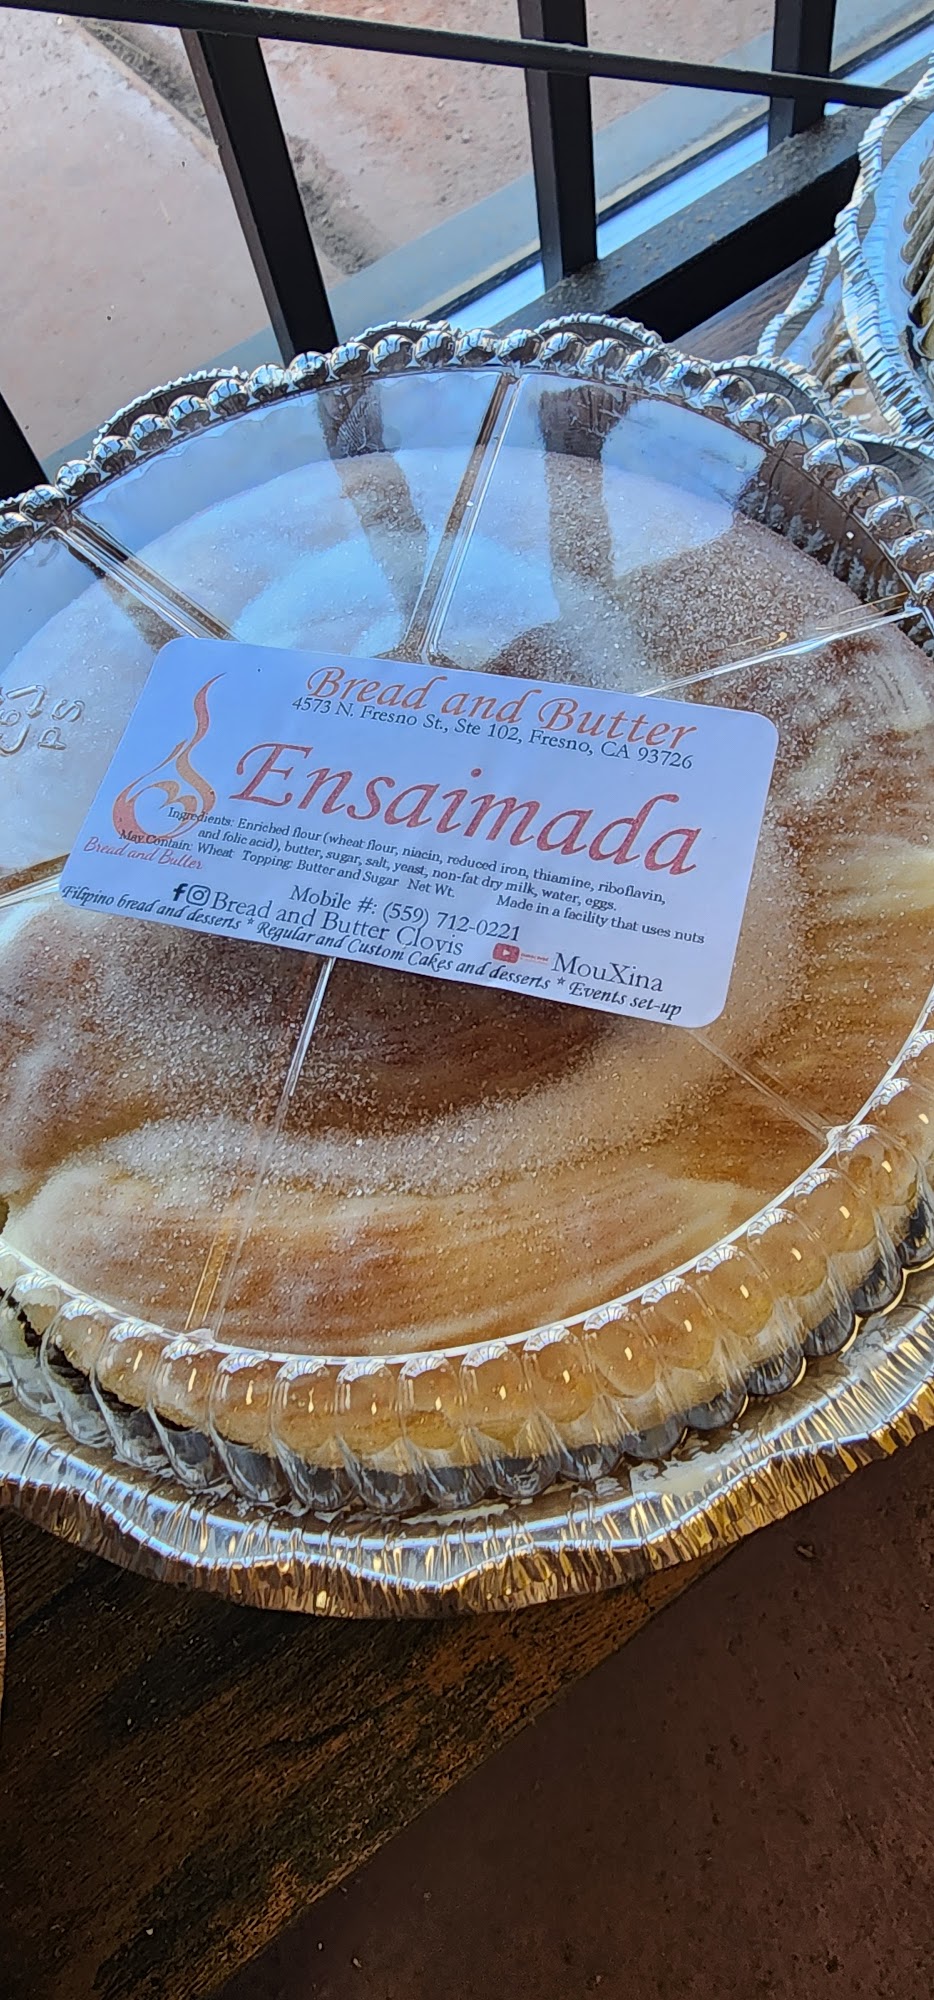 Bread and Butter
4573 N. Fresno St., Ste 102, Fresno, CA 93726
Ensaimada
Ingredients: Enriched flour (wheat flour, niacin, reduced iron, thiamine, riboflavin,
and folic acid), butter, sugar, salt, yeast, non-fat dry milk, water, eggs.
May Contain: Wheat Topping: Butter and Sugar Net Wt. Made in a facility that uses nuts
Bread and Butter
Mobile #: (559) 712-0221
Bread and Butter Clovis
MouXina
Filipino bread and desserts * Regular and Custom Cakes and desserts * Events set-up
PS